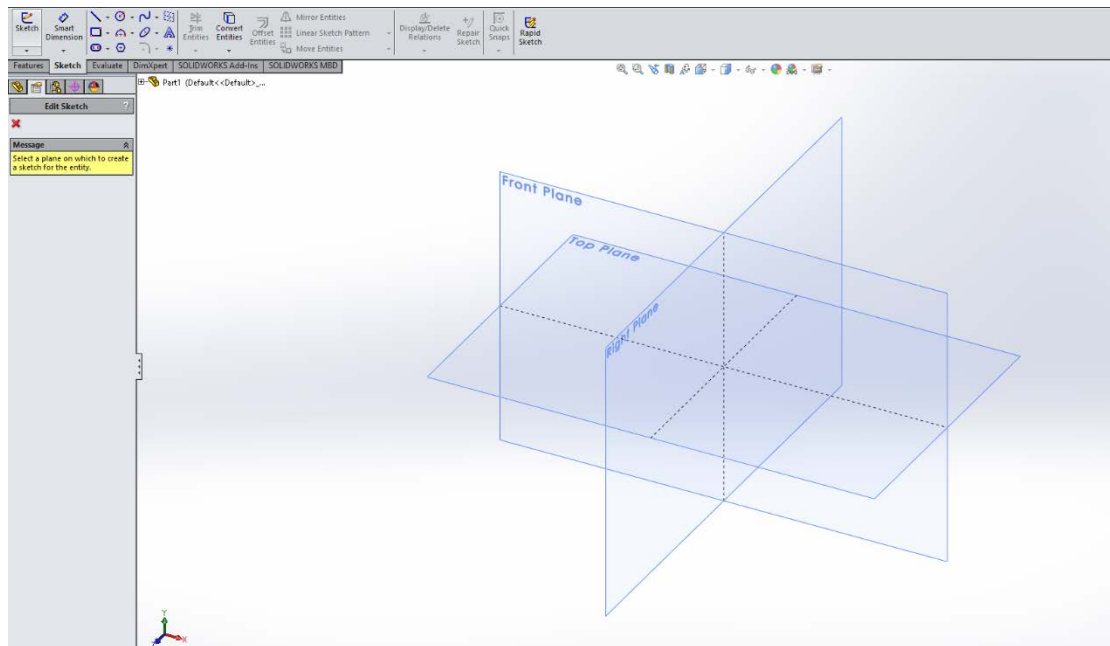 Sketch
Smart
Dimension
Trim
Entities
Convert
Entities
Offset
Entities
Mirror Entities
Linear Sketch Pattern
Move Entities
Display/Delete
Relations
Repair
Sketch
Quick
Snaps
Rapid
Sketch
Features Sketch Evaluate DimXpert SOLIDWORKS Add-Ins SOLIDWORKS MBD
Part1 (Default<<Default>_...
Edit Sketch ?
Message
Select a plane on which to create
a sketch for the entity.
Front Plane
Top Plane
Right Plane
Y
X